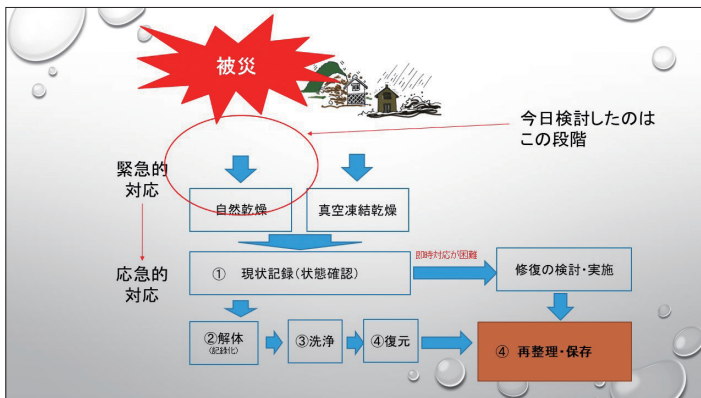 被災
今日検討したのは
この段階
緊急的
対応
自然乾燥
真空凍結乾燥
応急的
対応
① 現状記録（状態確認）
即時対応が困難
修復の検討・実施
②解体
（記録化）
③洗浄
④復元
④ 再整理・保存